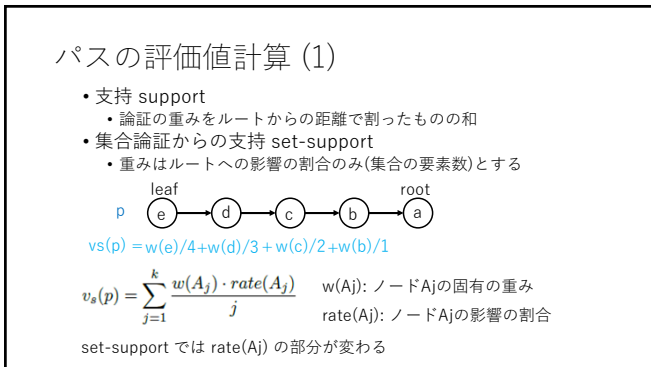 パスの評価値計算 (1)
• 支持 support
• 論証の重みをルートからの距離で割ったものの和
• 集合論証からの支持 set-support
• 重みはルートへの影響の割合のみ(集合の要素数)とする
leaf root
p e d c b a
vs(p) =w(e)/4+w(d)/3+w(c)/2+w(b)/1
v_s(p) = \sum_{j=1}^{k} \frac{w(A_j) \cdot rate(A_j)}{j}
w(Aj): ノードAjの固有の重み
rate(Aj): ノードAjの影響の割合
set-support では rate(Aj) の部分が変わる